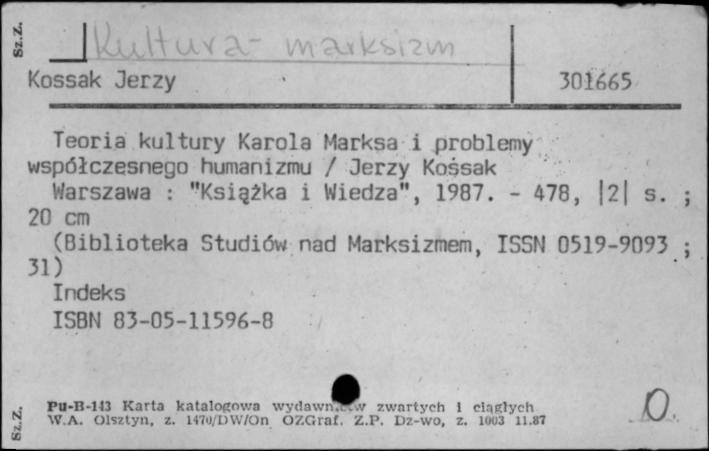 Sz.Z.
Kultura - marksizm
Kossak Jerzy 301665
Teoria kultury Karola Marksa i problemy
współczesnego humanizmu / Jerzy Kossak
Warszawa : "Książka i Wiedza", 1987. - 478, |2| s. ;
20 cm
(Biblioteka Studiów nad Marksizmem, ISSN 0519-9093 ;
31)
Indeks
ISBN 83-05-11596-8
Pu-B-143 Karta katalogowa zwartych i ciągłych
W.A. Olsztyn, z. 1470/DW/On OZGraf. Z.P. Dz-wo, z. 1003 11.87
Sz.Z.
O.